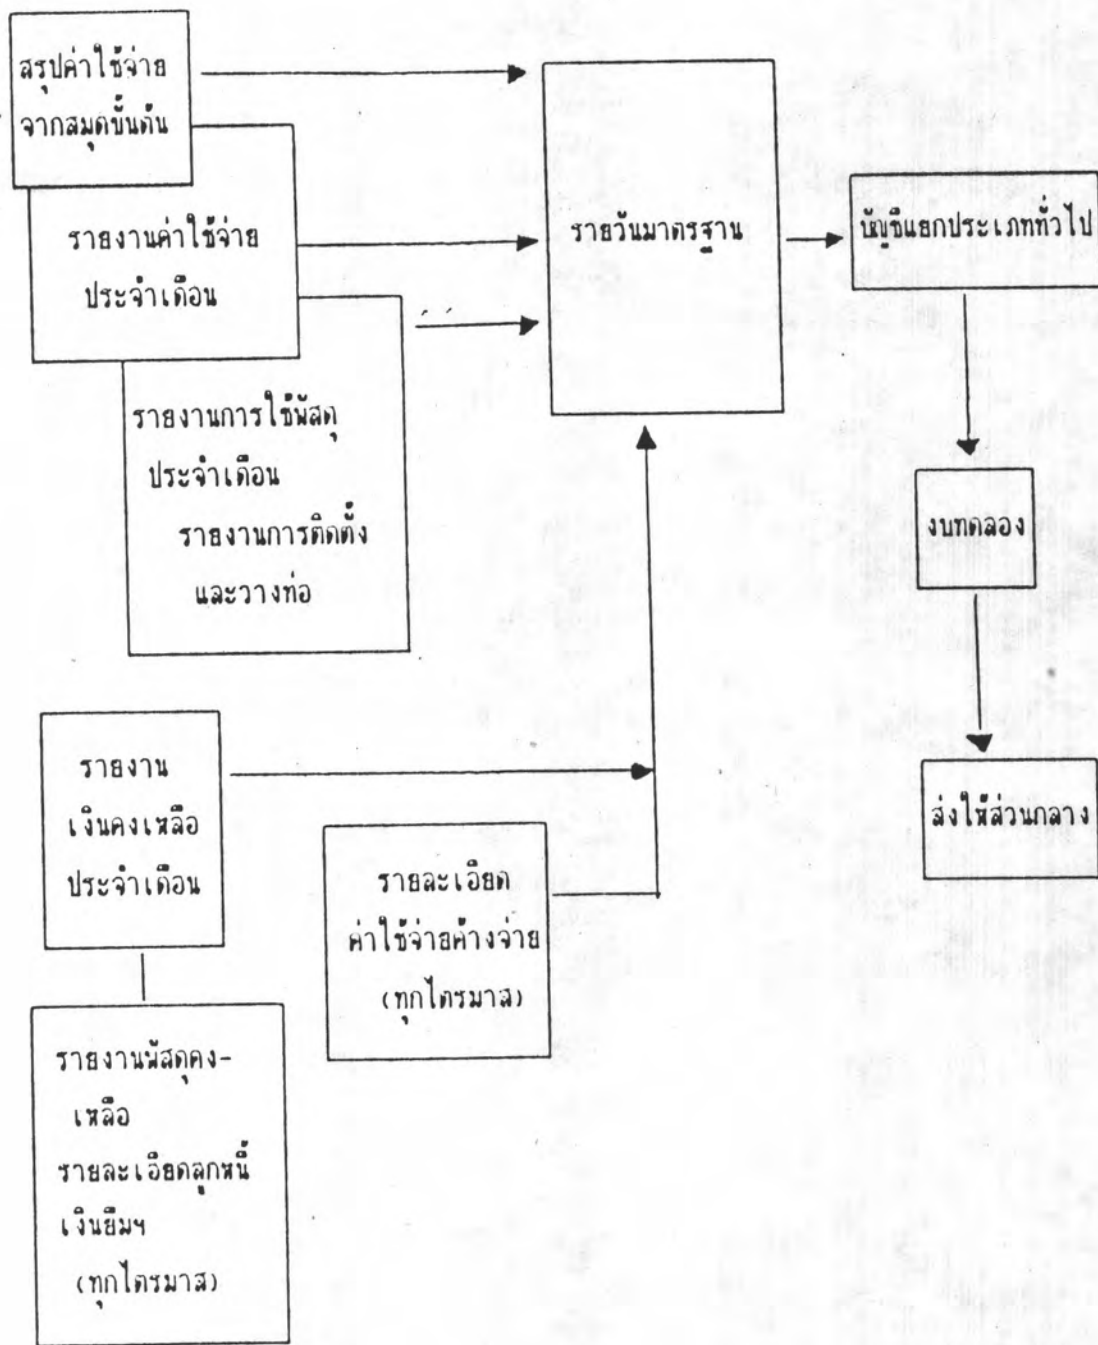 สรุปค่าใช้จ่าย
จากสมุดขั้นต้น
รายงานค่าใช้จ่าย
ประจำเดือน
รายงานการใช้พัสดุ
ประจำเดือน
รายงานการติดตั้ง
และวางท่อ
รายวันมาตรฐาน
บัญชีแยกประเภททั่วไป
งบทดลอง
ส่งให้ส่วนกลาง
รายงาน
เงินคงเหลือ
ประจำเดือน
รายละเอียด
ค่าใช้จ่ายค้างจ่าย
(ทุกไตรมาส)
รายงานพัสดุคง-
เหลือ
รายละเอียดลูกหนี้
เงินยืมฯ
(ทุกไตรมาส)